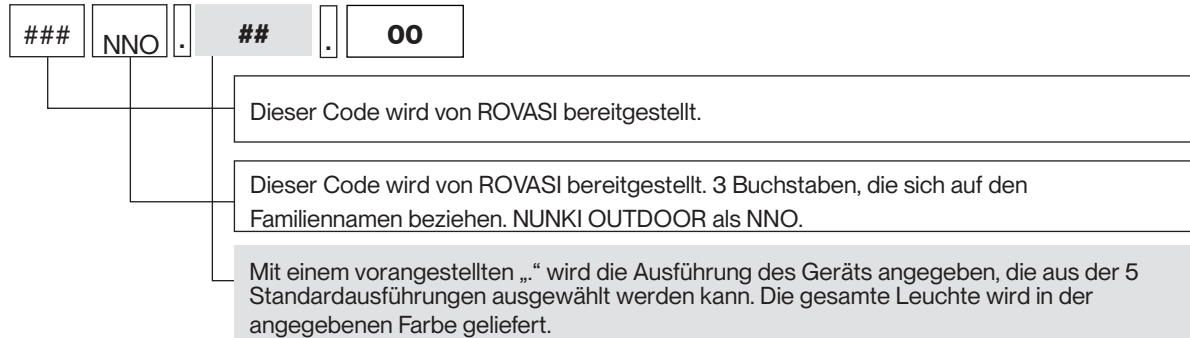 ### NNO . ## . 00
Dieser Code wird von ROVASI bereitgestellt.
Dieser Code wird von ROVASI bereitgestellt. 3 Buchstaben, die sich auf den
Familiennamen beziehen. NUNKI OUTDOOR als NNO.
Mit einem vorangestellten „.“ wird die Ausführung des Geräts angegeben, die aus der 5
Standardausführungen ausgewählt werden kann. Die gesamte Leuchte wird in der
angegebenen Farbe geliefert.